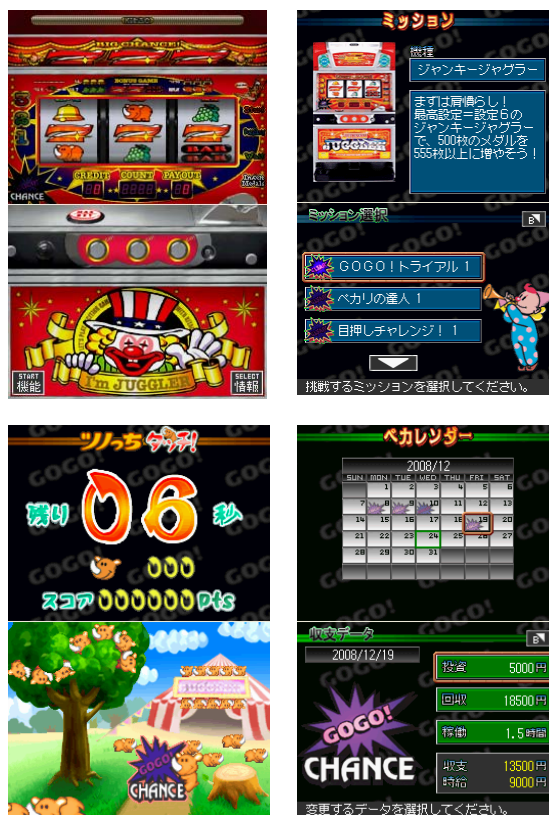 BIG CHANCE!
BONUS GAME
CREDIT COUNT PAYOUT
CHANCE
I'm JUGGLER
START
機能
SELECT
情報
ミッション
機種
ジャンキージャグラー
まずは肩慣らし！
最高設定＝設定６の
ジャンキージャグラー
で、500枚のメダルを
555枚以上に増やそう！
JUGGLER
ミッション選択
B
ＧＯＧＯ！トライアル 1
ペカリの達人 1
目押しチャレンジ！ 1
挑戦するミッションを選択してください。
ツノっちタッチ!
残り 06 秒
000
スコア 000000Pts
JUGGLER
GOGO!
CHANCE
ペカレンダー
2008/12
SUN MON TUE WED THU FRI SAT
1 2 3 4 5 6
7 8 9 10 11 12 13
14 15 16 17 18 19 20
21 22 23 24 25 26 27
28 29 30 31
収支データ
B
2008/12/19
投資 5000円
回収 18500円
稼働 1.5時間
収支 13500円
時給 9000円
GOGO!
CHANCE
変更するデータを選択してください。